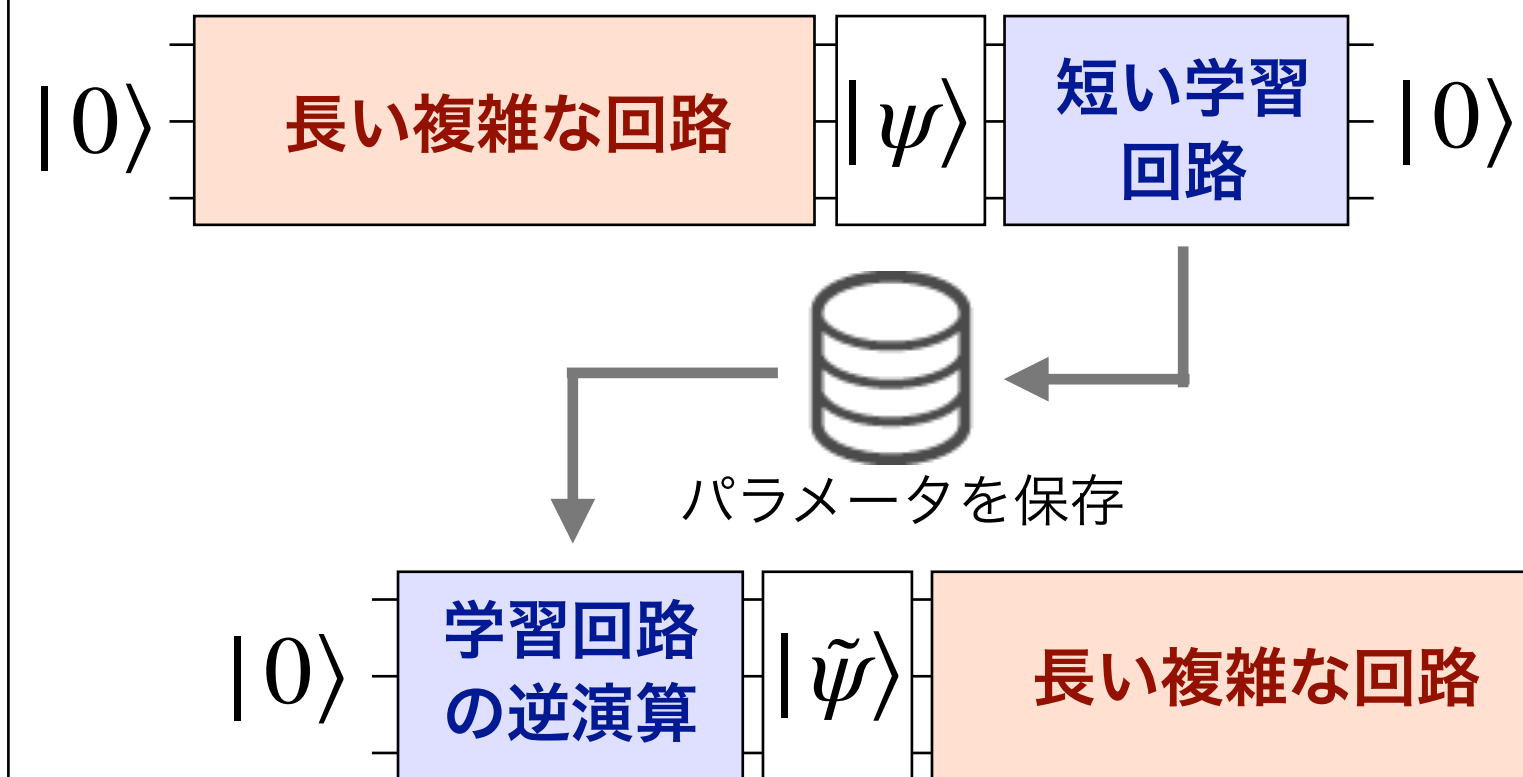 |0⟩ 長い複雑な回路 |ψ⟩ 短い学習
回路 |0⟩
パラメータを保存
|0⟩ 学習回路
の逆演算 |ψ̃⟩ 長い複雑な回路